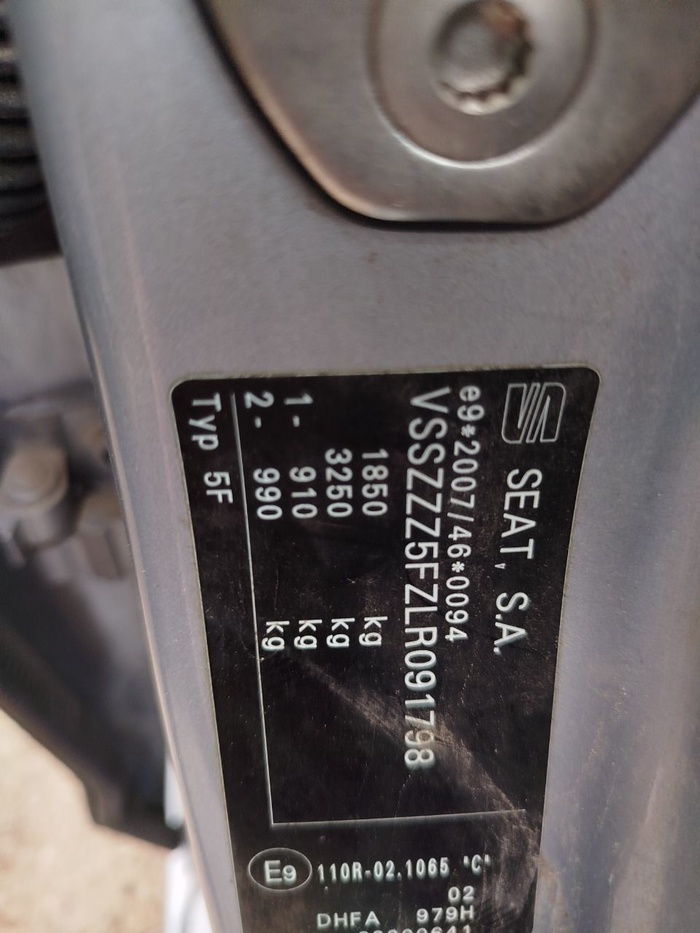 SEAT, S.A.
e9*2007/46*0094
VSSZZZ5FZLR091798
1850 kg
3250 kg
1- 910 kg
2- 990 kg
Typ 5F
E9 110R-02.1065 "C"
02
DHFA 979H